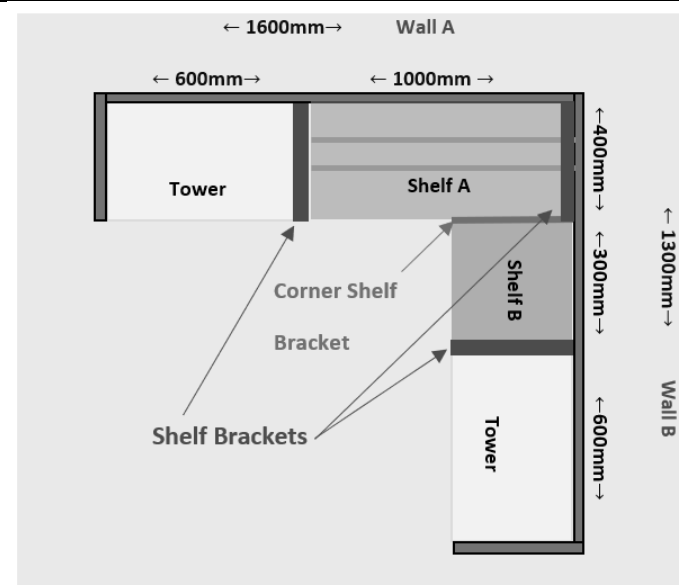 ← 1600mm→ Wall A
← 600mm→ ← 1000mm →
←400mm→
Tower
Shelf A
← 1300mm→
←300mm→
Shelf B
Corner Shelf
Bracket
Wall B
←600mm→
Tower
Shelf Brackets